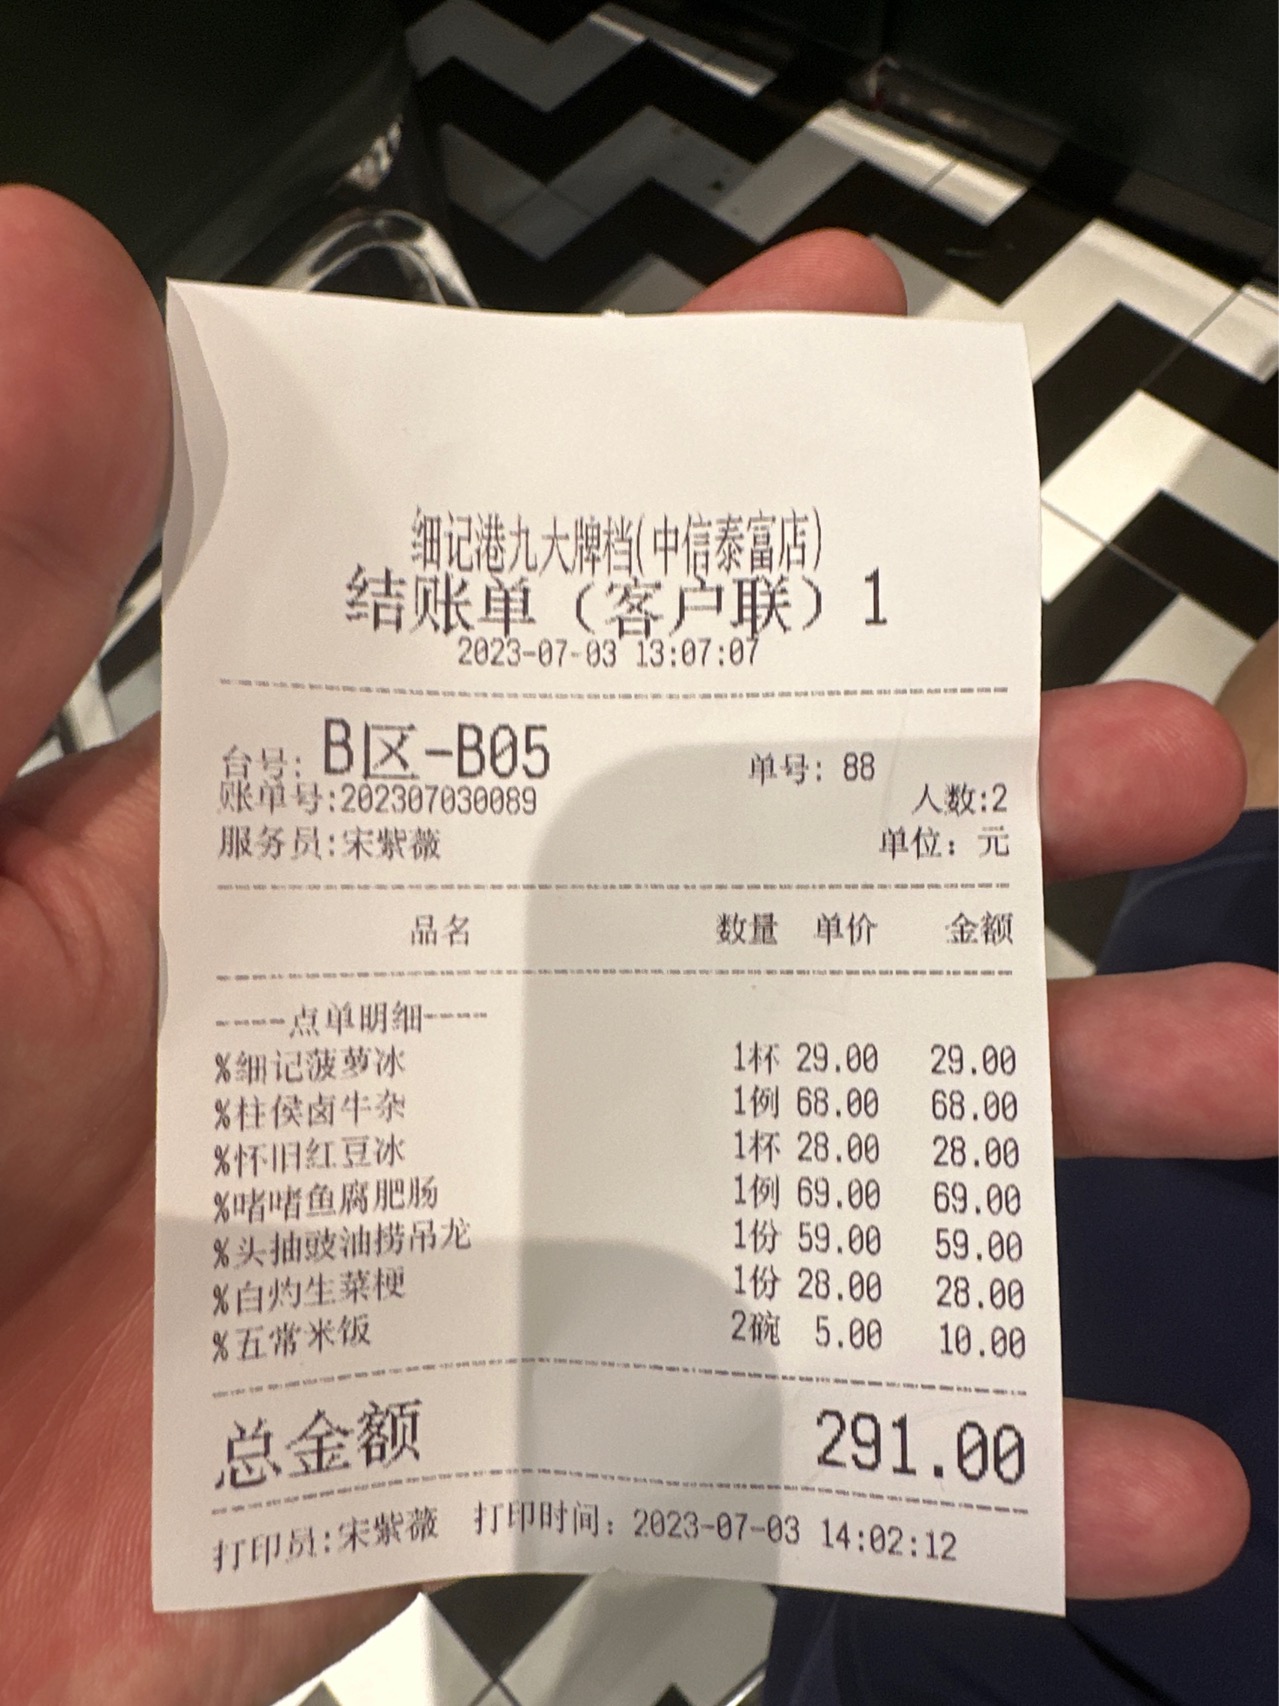 细记港九大牌档(中信泰富店)
结账单（客户联）1
2023-07-03 13:07:07
台号: B区-B05 单号: 88
账单号:202307030089 人数:2
服务员:宋紫薇 单位: 元
品名 数量 单价 金额
----点单明细----
%细记菠萝冰 1杯 29.00 29.00
%柱侯卤牛杂 1例 68.00 68.00
%怀旧红豆冰 1杯 28.00 28.00
%啫啫鱼腐肥肠 1例 69.00 69.00
%头抽豉油捞吊龙 1份 59.00 59.00
%白灼生菜梗 1份 28.00 28.00
%五常米饭 2碗 5.00 10.00
总金额 291.00
打印员:宋紫薇 打印时间: 2023-07-03 14:02:12